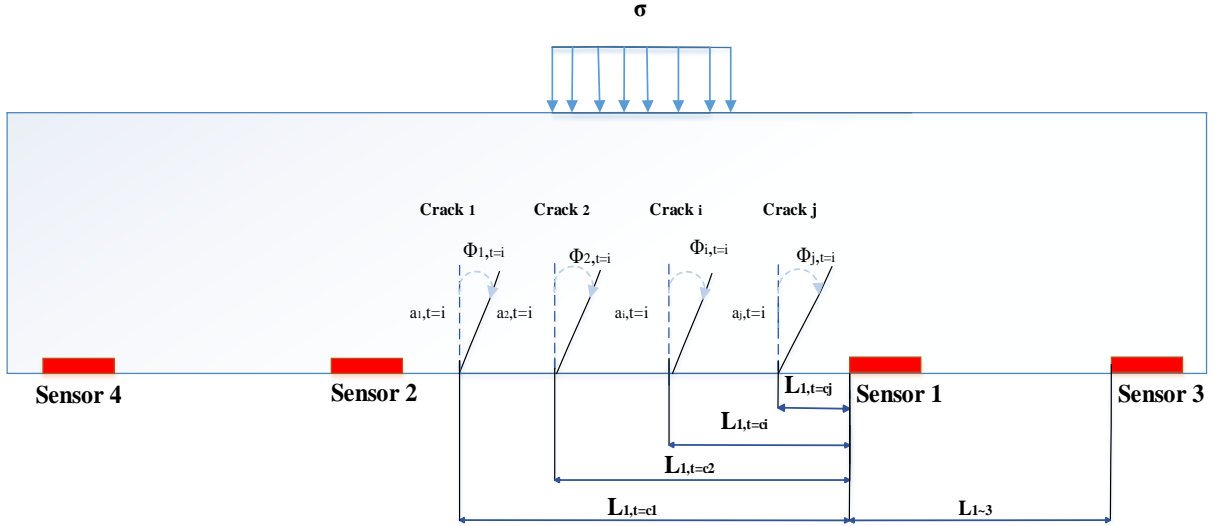 σ
Crack 1 Crack 2 Crack i Crack j
Φ1,t=i Φ2,t=i Φi,t=i Φj,t=i
a1,t=i a2,t=i ai,t=i aj,t=i
Sensor 4 Sensor 2 Sensor 1 Sensor 3
L1,t=cj
L1,t=ci
L1,t=c2
L1,t=c1 L1~3